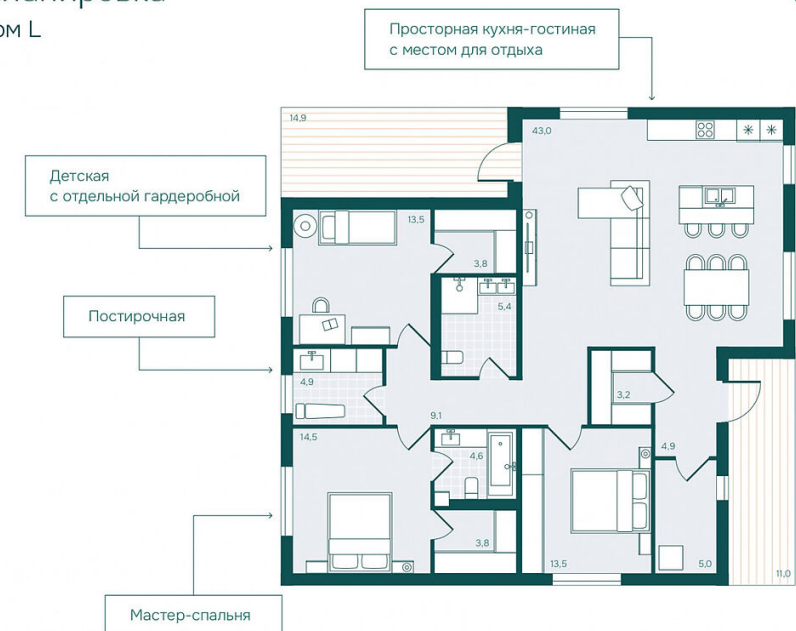 ом L
Просторная кухня-гостиная
с местом для отдыха
14,9
43,0
Детская
с отдельной гардеробной
13,5
3,8
5,4
Постирочная
4,9
3,2
9,1
14,5
4,6
4,9
3,8
13,5
5,0
11,0
Мастер-спальня